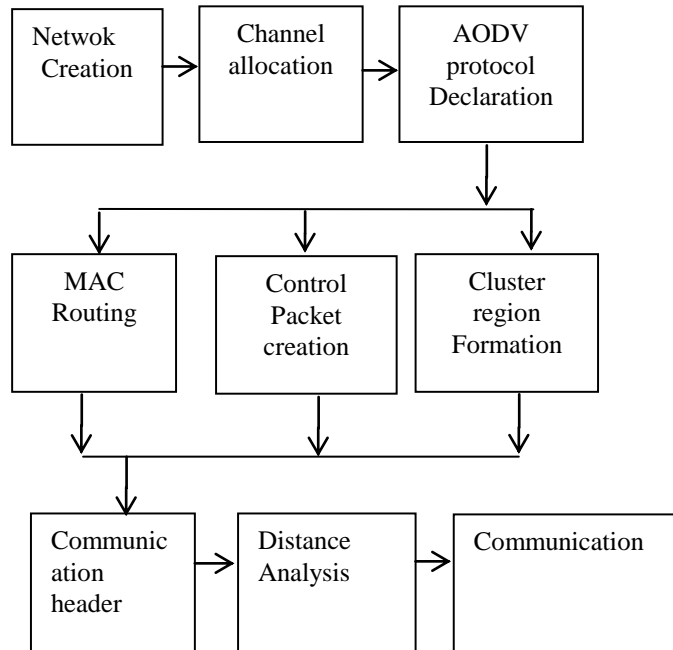 Netwok
Creation
Channel
allocation
AODV
protocol
Declaration
MAC
Routing
Control
Packet
creation
Cluster
region
Formation
Communic
ation
header
Distance
Analysis
Communication